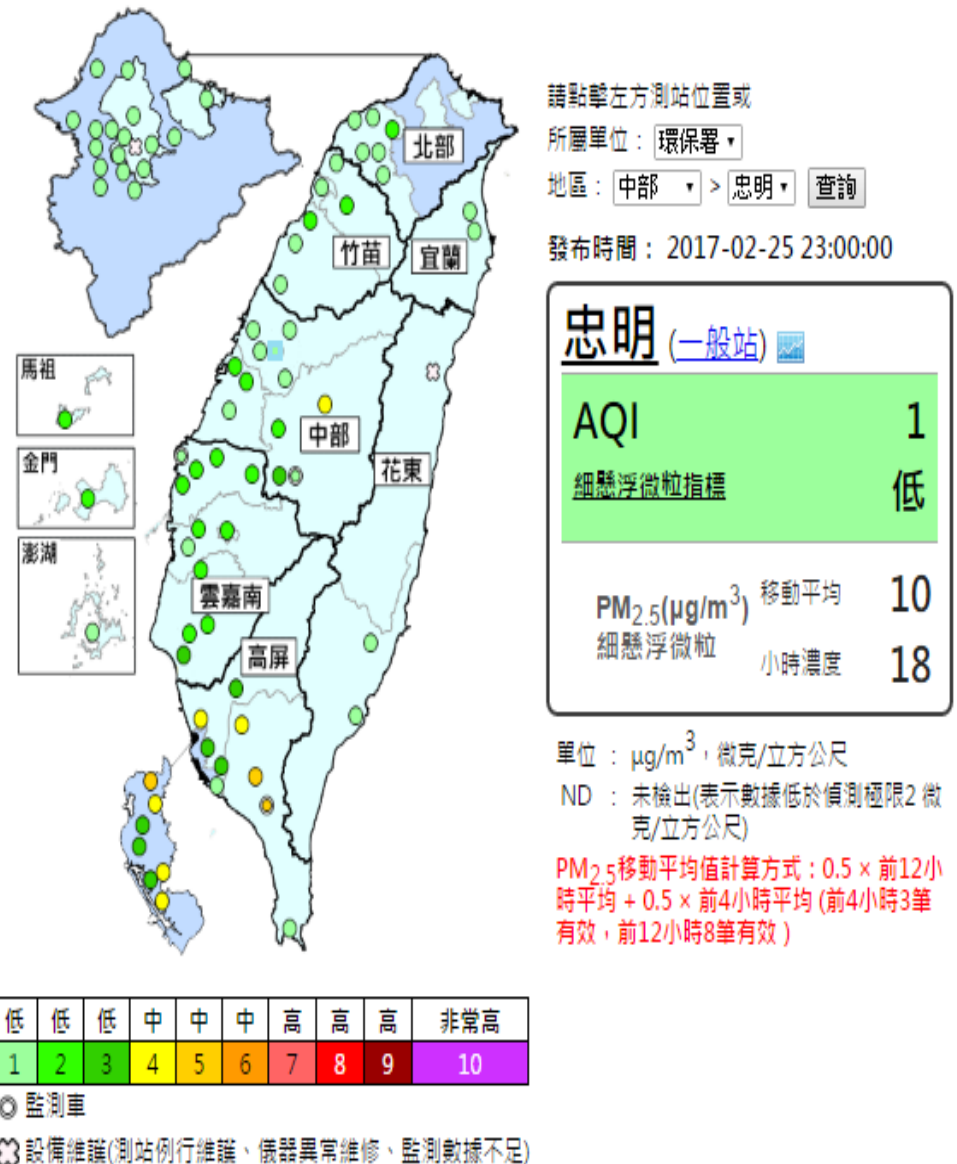 請點擊左方測站位置或
所屬單位： 環保署
地區： 中部 > 忠明 查詢
發布時間： 2017-02-25 23:00:00
忠明 (一般站)
AQI 1
細懸浮微粒指標 低
PM2.5(μg/m3) 移動平均 10
細懸浮微粒 小時濃度 18
單位 ： μg/m3，微克/立方公尺
ND ： 未檢出(表示數據低於偵測極限2 微
克/立方公尺)
PM2.5移動平均值計算方式：0.5 × 前12小
時平均 + 0.5 × 前4小時平均 (前4小時3筆
有效，前12小時8筆有效 )
北部
竹苗
宜蘭
馬祖
中部
金門
花東
澎湖
雲嘉南
高屏
低 低 低 中 中 中 高 高 高 非常高
1 2 3 4 5 6 7 8 9 10
監測車
設備維護(測站例行維護、儀器異常維修、監測數據不足)